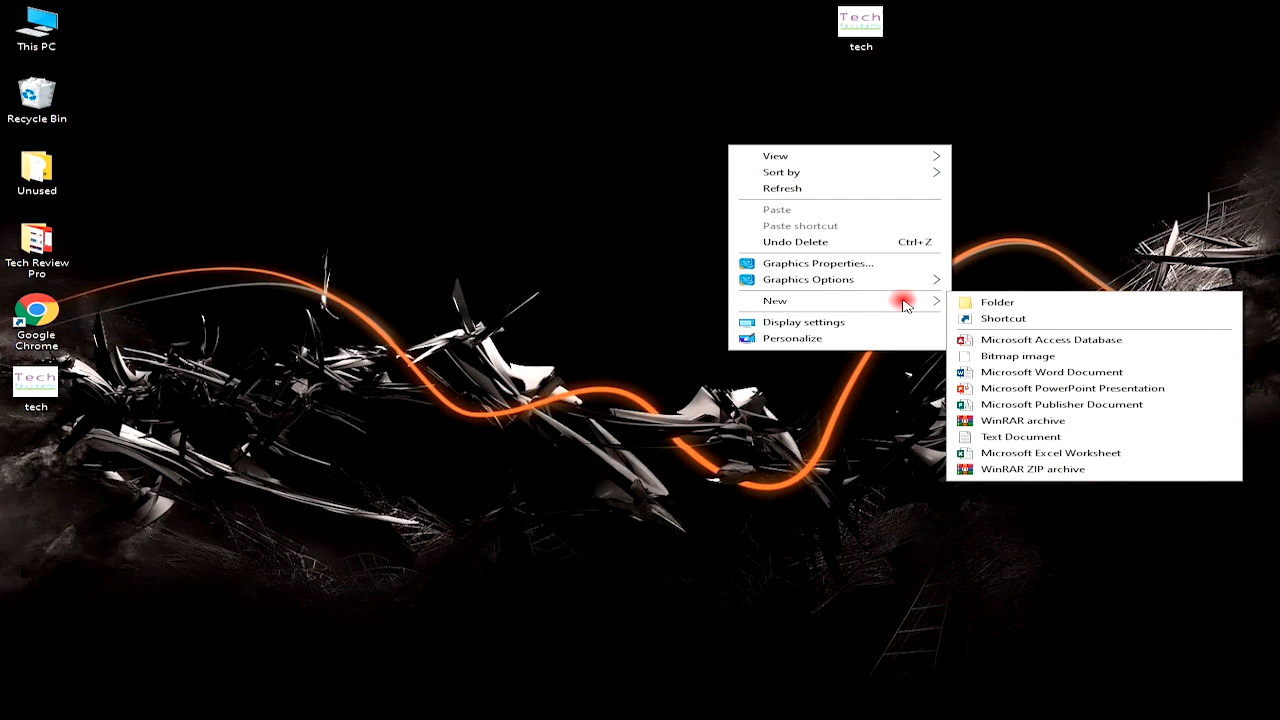 This PC
Recycle Bin
Unused
Tech Review
Pro
Google
Chrome
Tech
tech
Tech
tech
View
Sort by
Refresh
Paste
Paste shortcut
Undo Delete Ctrl+Z
Graphics Properties...
Graphics Options
New
Display settings
Personalize
Folder
Shortcut
Microsoft Access Database
Bitmap image
Microsoft Word Document
Microsoft PowerPoint Presentation
Microsoft Publisher Document
WinRAR archive
Text Document
Microsoft Excel Worksheet
WinRAR ZIP archive